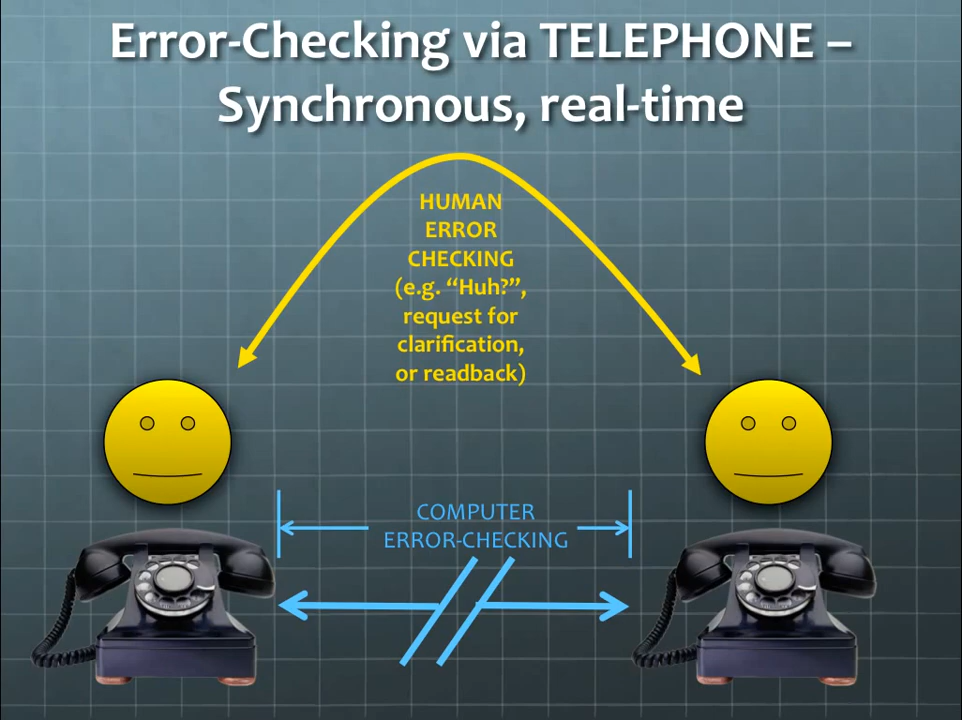 Error-Checking via TELEPHONE –
Synchronous, real-time
HUMAN
ERROR
CHECKING
(e.g. “Huh?”,
request for
clarification,
or readback)
COMPUTER
ERROR-CHECKING